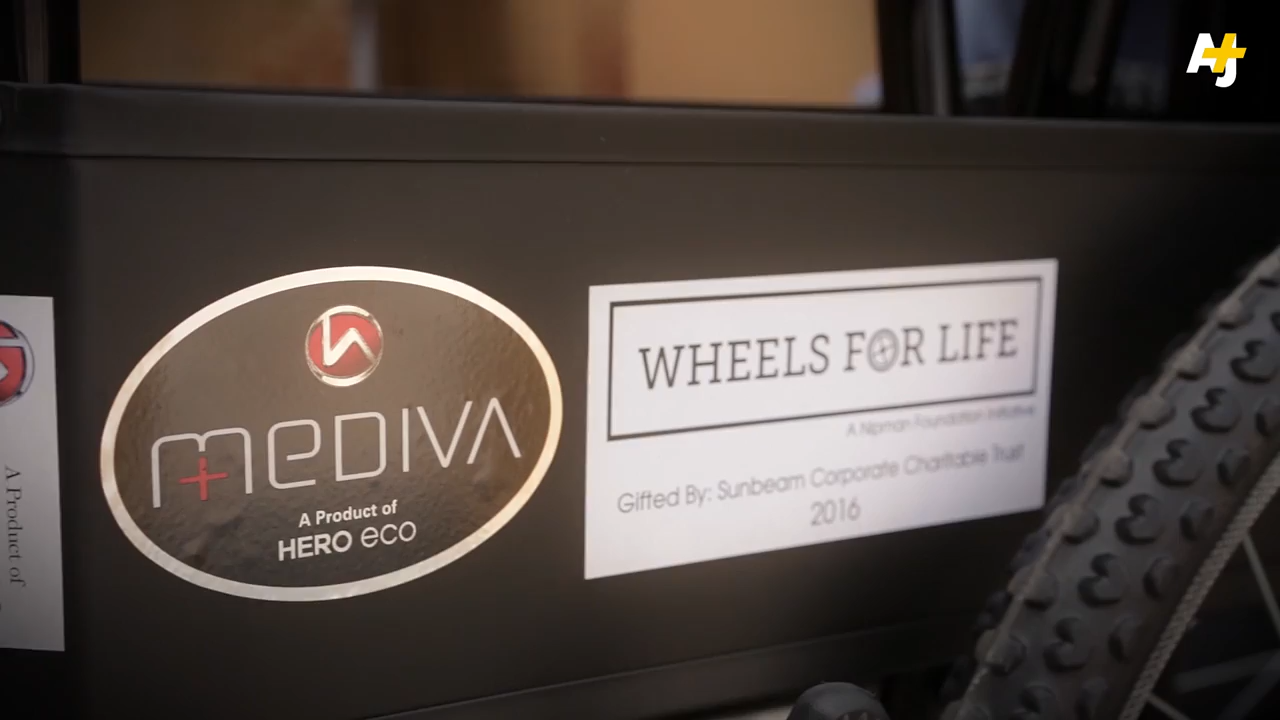 AJ+
meDIVA
A Product of
HERO eco
WHEELS FOR LIFE
A Nipman Foundation Initiative
Gifted By: Sunbeam Corporate Charitable Trust
2016
A Product of